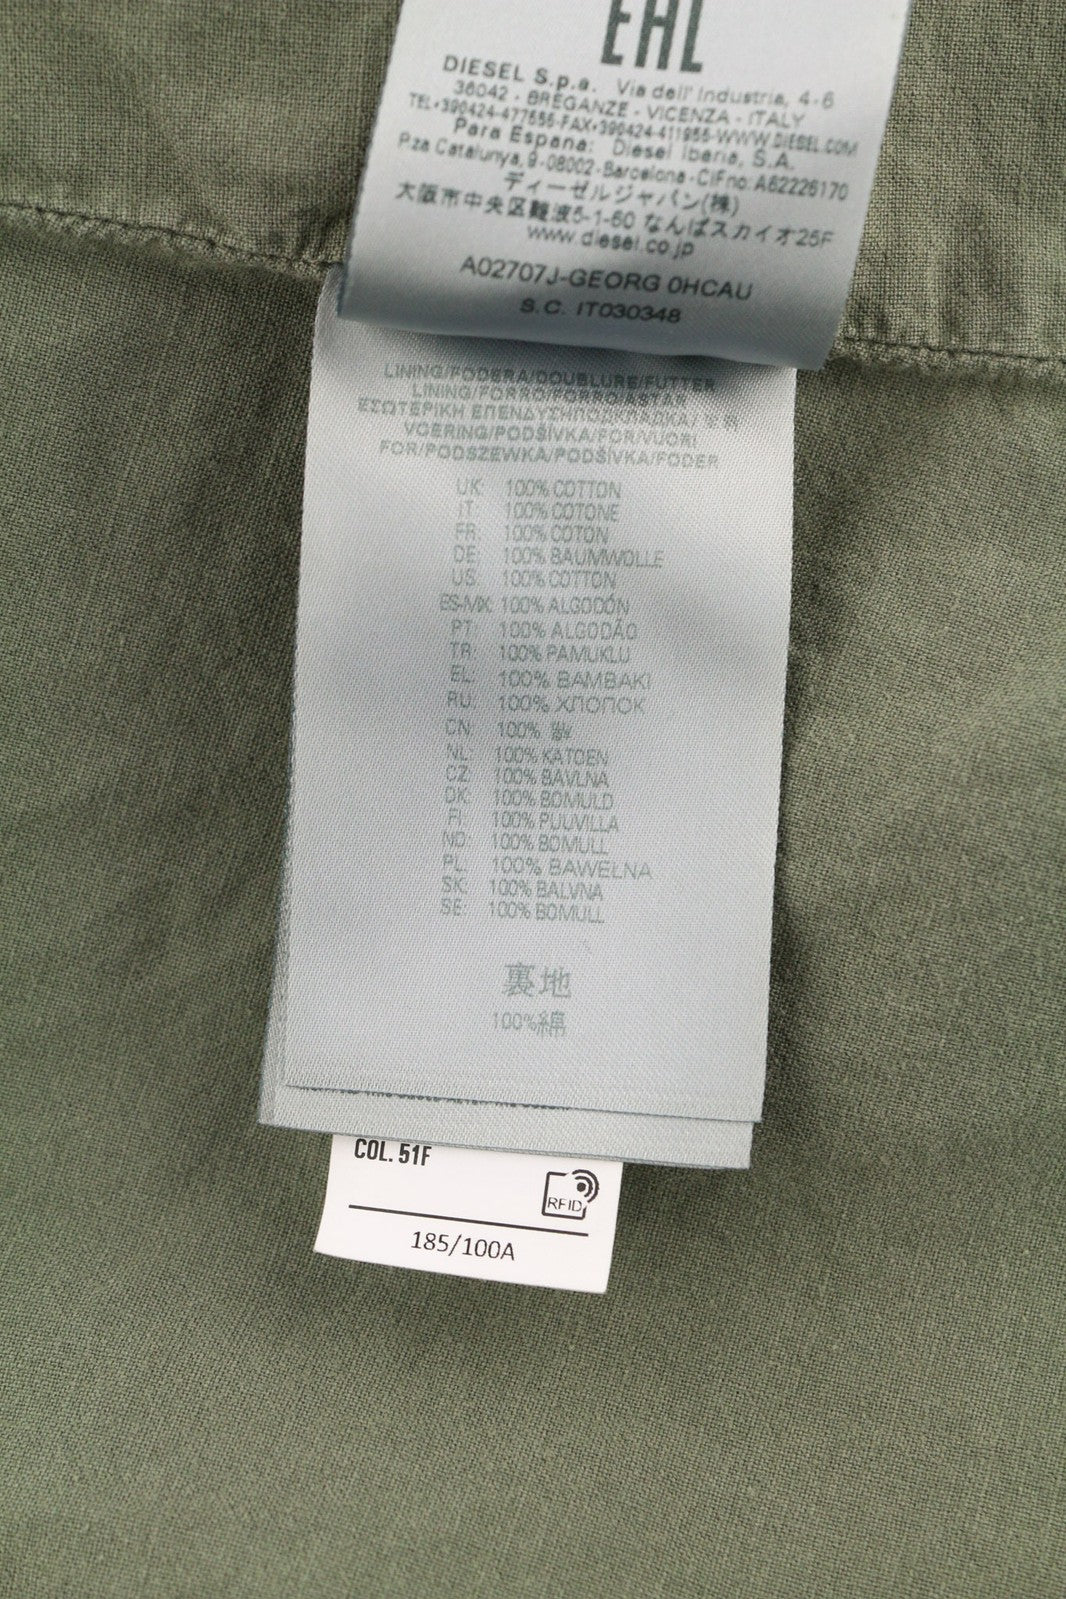 EAC
DIESEL S.p.a. Via dell' Industria, 4-6
36042 - BREGANZE - VICENZA - ITALY
TEL+390424-477555-FAX+390424-411955-WWW.DIESEL.COM
Para Espana: Diesel Iberia, S.A.
Pza Catalunya, 9-08002-Barcelona-CIF no: A62226170
ディーゼルジャパン(株)
大阪市中央区難波5-1-60 なんばスカイオ25F
www.diesel.co.jp
A02707J-GEORG 0HCAU
S.C. IT030348
LINING/FODERA/DOUBLURE/FUTTER
LINING/FORRO/FORRO/ASTAR
ΕΣΩΤΕΡΙΚΗ ΕΠΕΝΔΥΣΗ/ПОДКЛАДКА/
VOERING/PODŠÍVKA/FOR/VUORI
FOR/PODSZEWKA/PODŠÍVKA/FODER
UK: 100% COTTON
IT: 100% COTONE
FR: 100% COTON
DE: 100% BAUMWOLLE
US: 100% COTTON
ES-MX: 100% ALGODÓN
PT: 100% ALGODÃO
TR: 100% PAMUKLU
EL: 100% ΒΑΜΒΑΚΙ
RU: 100% ХЛОПОК
CN: 100% 棉
NL: 100% KATOEN
CZ: 100% BAVLNA
DK: 100% BOMULD
FI: 100% PUUVILLA
NO: 100% BOMULL
PL: 100% BAWEŁNA
SK: 100% BALVNA
SE: 100% BOMULL
裏地
100%綿
COL. 51F
RFID
185/100A